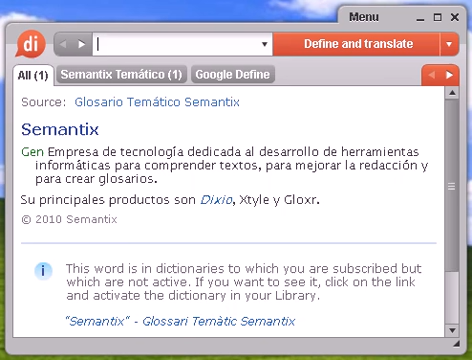 Menu
di
Define and translate
All (1) Semantix Temático (1) Google Define
Source: Glosario Temático Semantix
Semantix
Gen Empresa de tecnología dedicada al desarrollo de herramientas
informáticas para comprender textos, para mejorar la redacción y
para crear glosarios.
Su principales productos son Dixio, Xtyle y Gloxr.
© 2010 Semantix
i
This word is in dictionaries to which you are subscribed but
which are not active. If you want to see it, click on the link
and activate the dictionary in your Library.
"Semantix" - Glossari Temàtic Semantix